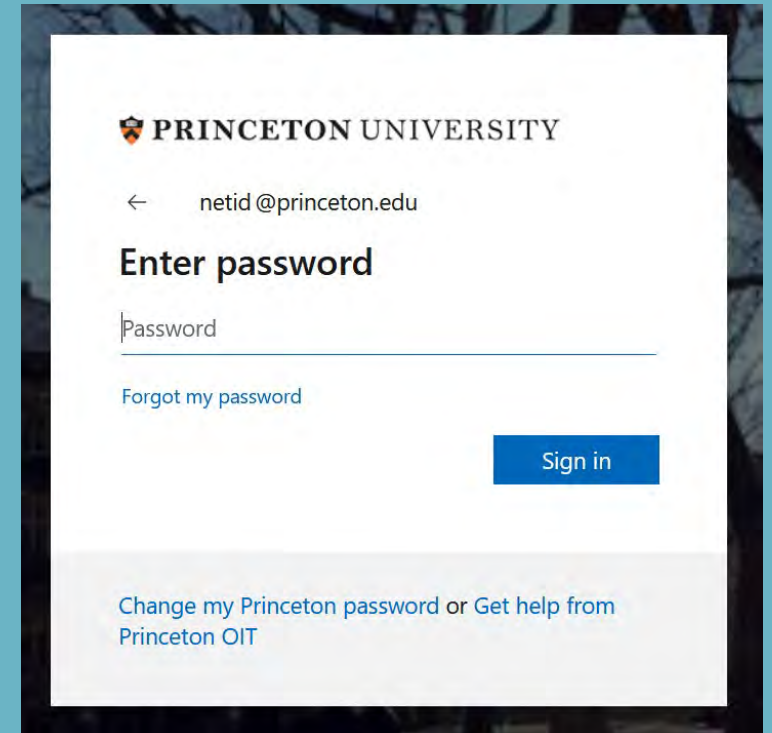 PRINCETON UNIVERSITY
← netid @princeton.edu
Enter password
Password
Forgot my password
Sign in
Change my Princeton password or Get help from
Princeton OIT